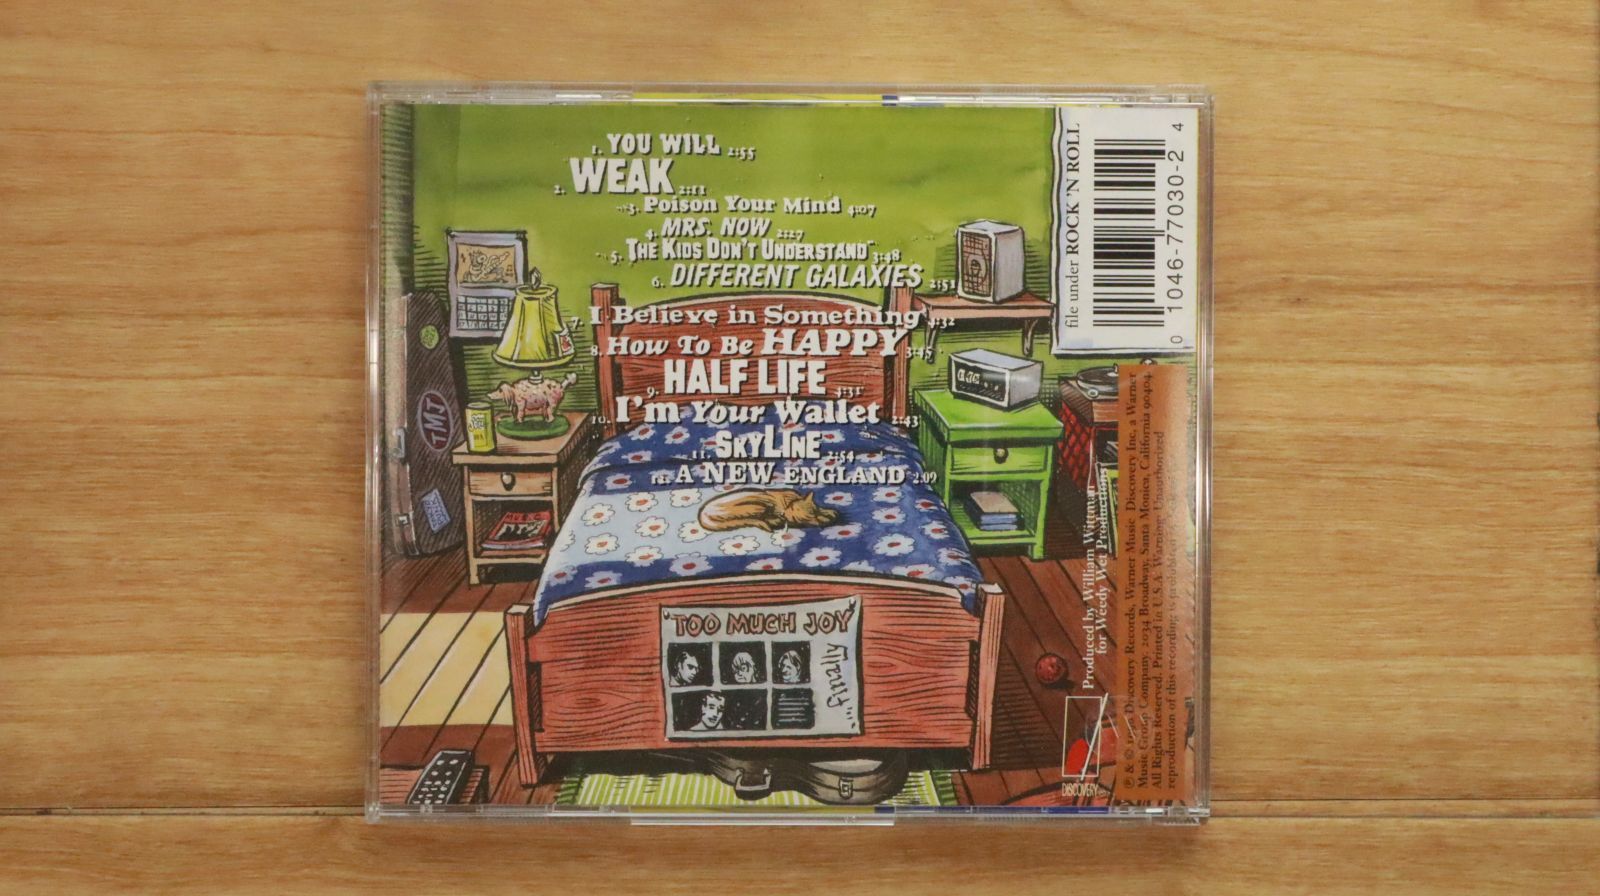 1. YOU WILL 2:55
2. WEAK 2:11
3. Poison Your Mind 4:07
4. MRS. NOW 2:27
5. THE KIDS DON'T UNDERSTAND 3:48
6. DIFFERENT GALAXIES 2:51
7. I Believe in Something 4:32
8. How To Be HAPPY 3:45
9. HALF LIFE 4:31
10. I'm Your Wallet 2:43
11. SKYLINE 2:54
12. A NEW ENGLAND 2:09
TMJ
MUSIC
TOO MUCH JOY
...finally
file under ROCK 'N ROLL
0 1046-77030-2 4
Produced by William Wittman
for Weedy Wet Productions
℗ & © Discovery Records, Warner Music Discovery Inc, a Warner
Music Group Company, 2034 Broadway, Santa Monica, California 90404
All Rights Reserved. Printed in U.S.A. Warning: Unauthorized
reproduction of this recording is prohibited
DISCOVERY